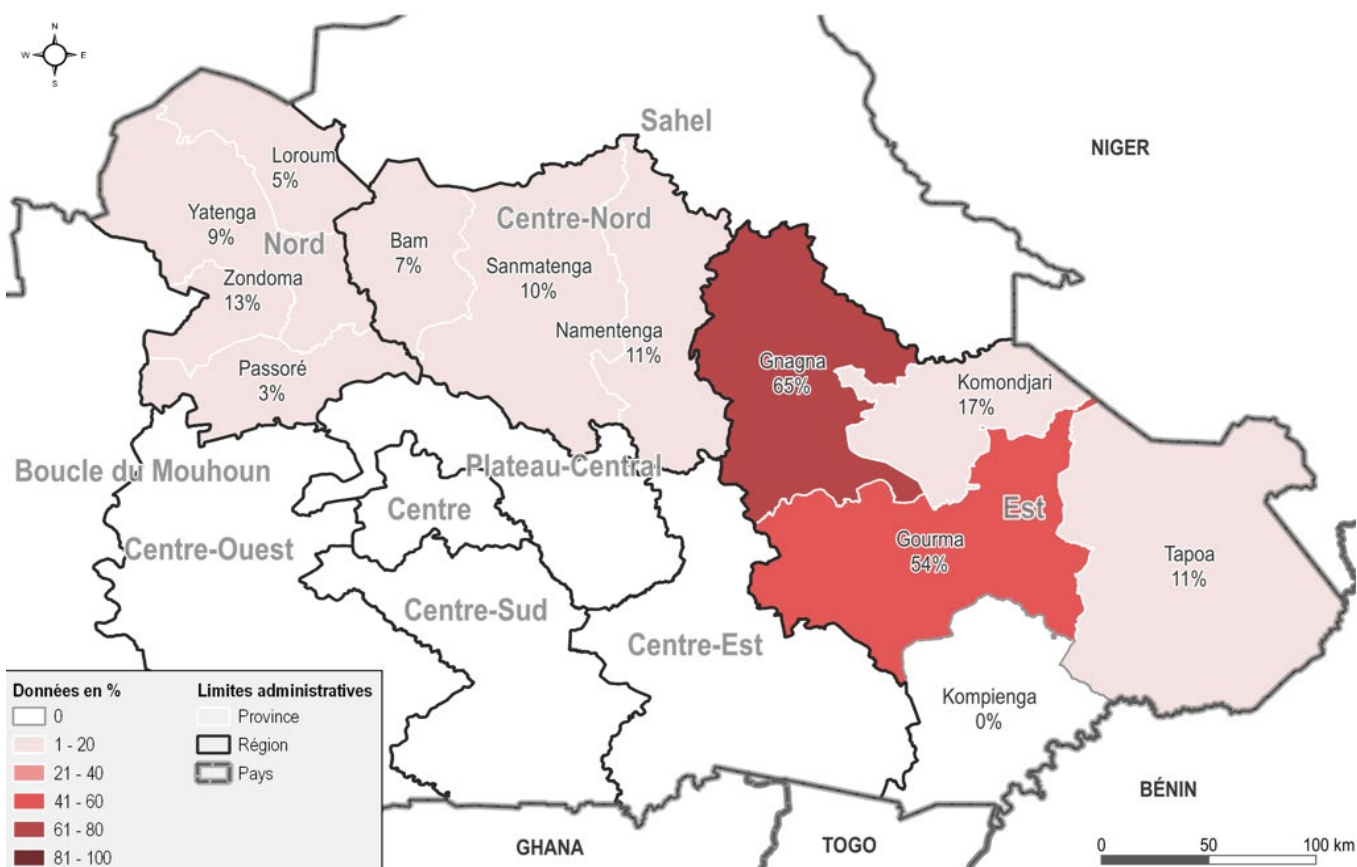 N
W E
S
Sahel
NIGER
Loroum
5%
Yatenga
9%
Nord
Centre-Nord
Bam
7%
Zondoma
13%
Sanmatenga
10%
Namentenga
11%
Passoré
3%
Gnagna
65%
Komondjari
17%
Boucle du Mouhoun
Plateau-Central
Centre
Est
Centre-Ouest
Gourma
54%
Tapoa
11%
Centre-Sud
Centre-Est
Kompienga
0%
BÉNIN
GHANA
TOGO
Données en %
0
1 - 20
21 - 40
41 - 60
61 - 80
81 - 100
Limites administratives
Province
Région
Pays
0 50 100 km